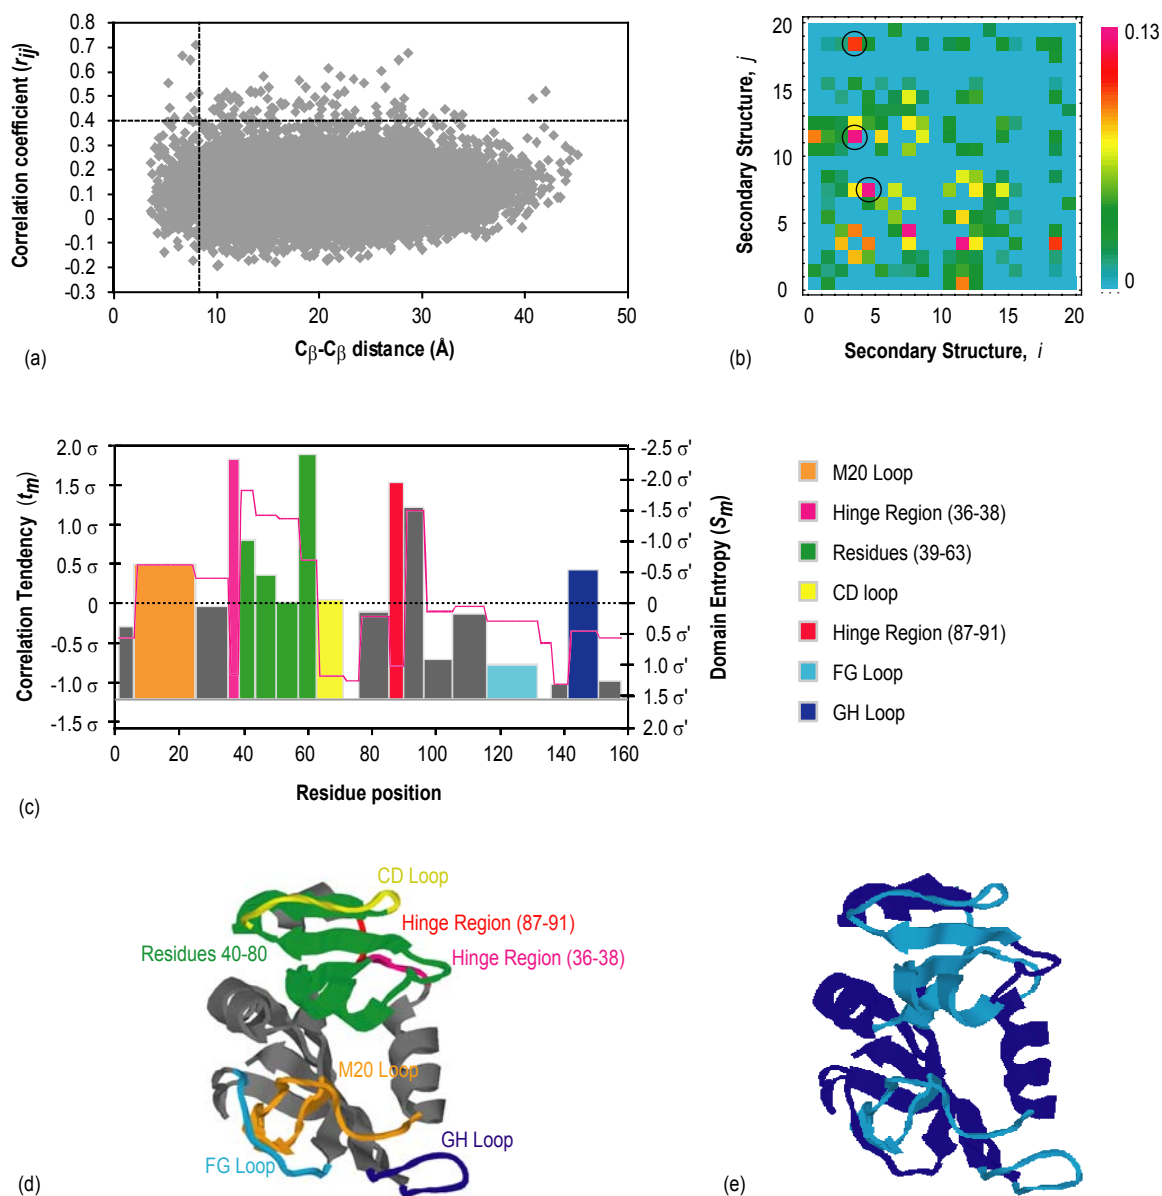 (a)
Correlation coefficient (rij)
0.8
0.7
0.6
0.5
0.4
0.3
0.2
0.1
0
-0.1
-0.2
-0.3
0 10 20 30 40 50
Cβ-Cβ distance (Å)
(b)
Secondary Structure, j
20
15
10
5
0
0 5 10 15 20
Secondary Structure, i
0.13
0
(c)
Correlation Tendency (tm)
2.0 σ
1.5 σ
1.0 σ
0.5 σ
0
-0.5 σ
-1.0 σ
-1.5 σ
-2.5 σ'
-2.0 σ'
-1.5 σ'
-1.0 σ'
-0.5 σ'
0
0.5 σ'
1.0 σ'
1.5 σ'
2.0 σ'
Domain Entropy (Sm)
0 20 40 60 80 100 120 140 160
Residue position
M20 Loop
Hinge Region (36-38)
Residues (39-63)
CD loop
Hinge Region (87-91)
FG Loop
GH Loop
CD Loop
Hinge Region (87-91)
Residues 40-80
Hinge Region (36-38)
M20 Loop
GH Loop
FG Loop
(d)
(e)